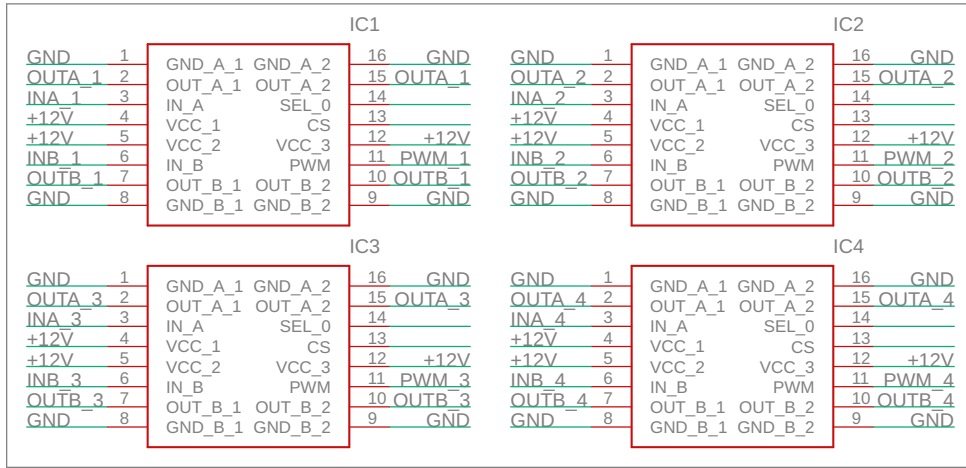 IC1 IC2
GND 1 GND_A_1 GND_A_2 16 GND GND 1 GND_A_1 GND_A_2 16 GND
OUTA_1 2 OUT_A_1 OUT_A_2 15 OUTA_1 OUTA_2 2 OUT_A_1 OUT_A_2 15 OUTA_2
INA_1 3 IN_A SEL_0 14 INA_2 3 IN_A SEL_0 14
+12V 4 VCC_1 CS 13 +12V 4 VCC_1 CS 13
+12V 5 VCC_2 VCC_3 12 +12V +12V 5 VCC_2 VCC_3 12 +12V
INB_1 6 IN_B PWM 11 PWM_1 INB_2 6 IN_B PWM 11 PWM_2
OUTB_1 7 OUT_B_1 OUT_B_2 10 OUTB_1 OUTB_2 7 OUT_B_1 OUT_B_2 10 OUTB_2
GND 8 GND_B_1 GND_B_2 9 GND GND 8 GND_B_1 GND_B_2 9 GND
IC3 IC4
GND 1 GND_A_1 GND_A_2 16 GND GND 1 GND_A_1 GND_A_2 16 GND
OUTA_3 2 OUT_A_1 OUT_A_2 15 OUTA_3 OUTA_4 2 OUT_A_1 OUT_A_2 15 OUTA_4
INA_3 3 IN_A SEL_0 14 INA_4 3 IN_A SEL_0 14
+12V 4 VCC_1 CS 13 +12V 4 VCC_1 CS 13
+12V 5 VCC_2 VCC_3 12 +12V +12V 5 VCC_2 VCC_3 12 +12V
INB_3 6 IN_B PWM 11 PWM_3 INB_4 6 IN_B PWM 11 PWM_4
OUTB_3 7 OUT_B_1 OUT_B_2 10 OUTB_3 OUTB_4 7 OUT_B_1 OUT_B_2 10 OUTB_4
GND 8 GND_B_1 GND_B_2 9 GND GND 8 GND_B_1 GND_B_2 9 GND